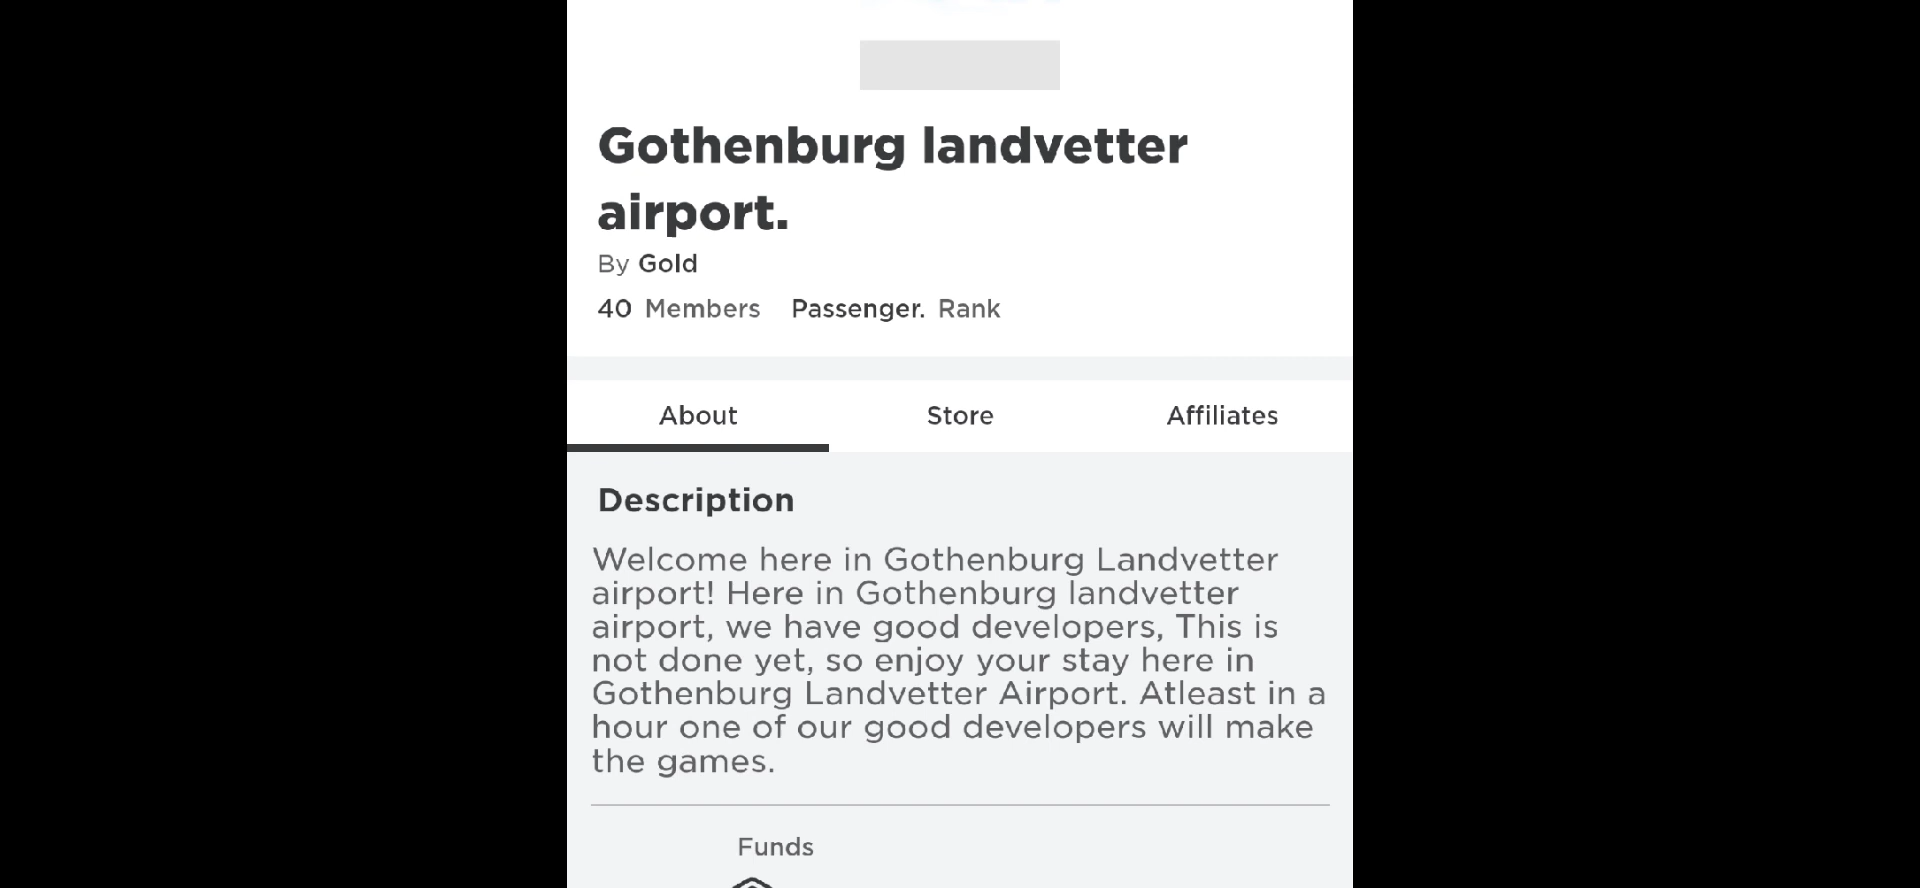 Gothenburg landvetter
airport.
By Gold
40 Members Passenger. Rank
About Store Affiliates
Description
Welcome here in Gothenburg Landvetter
airport! Here in Gothenburg landvetter
airport, we have good developers, This is
not done yet, so enjoy your stay here in
Gothenburg Landvetter Airport. Atleast in a
hour one of our good developers will make
the games.
Funds